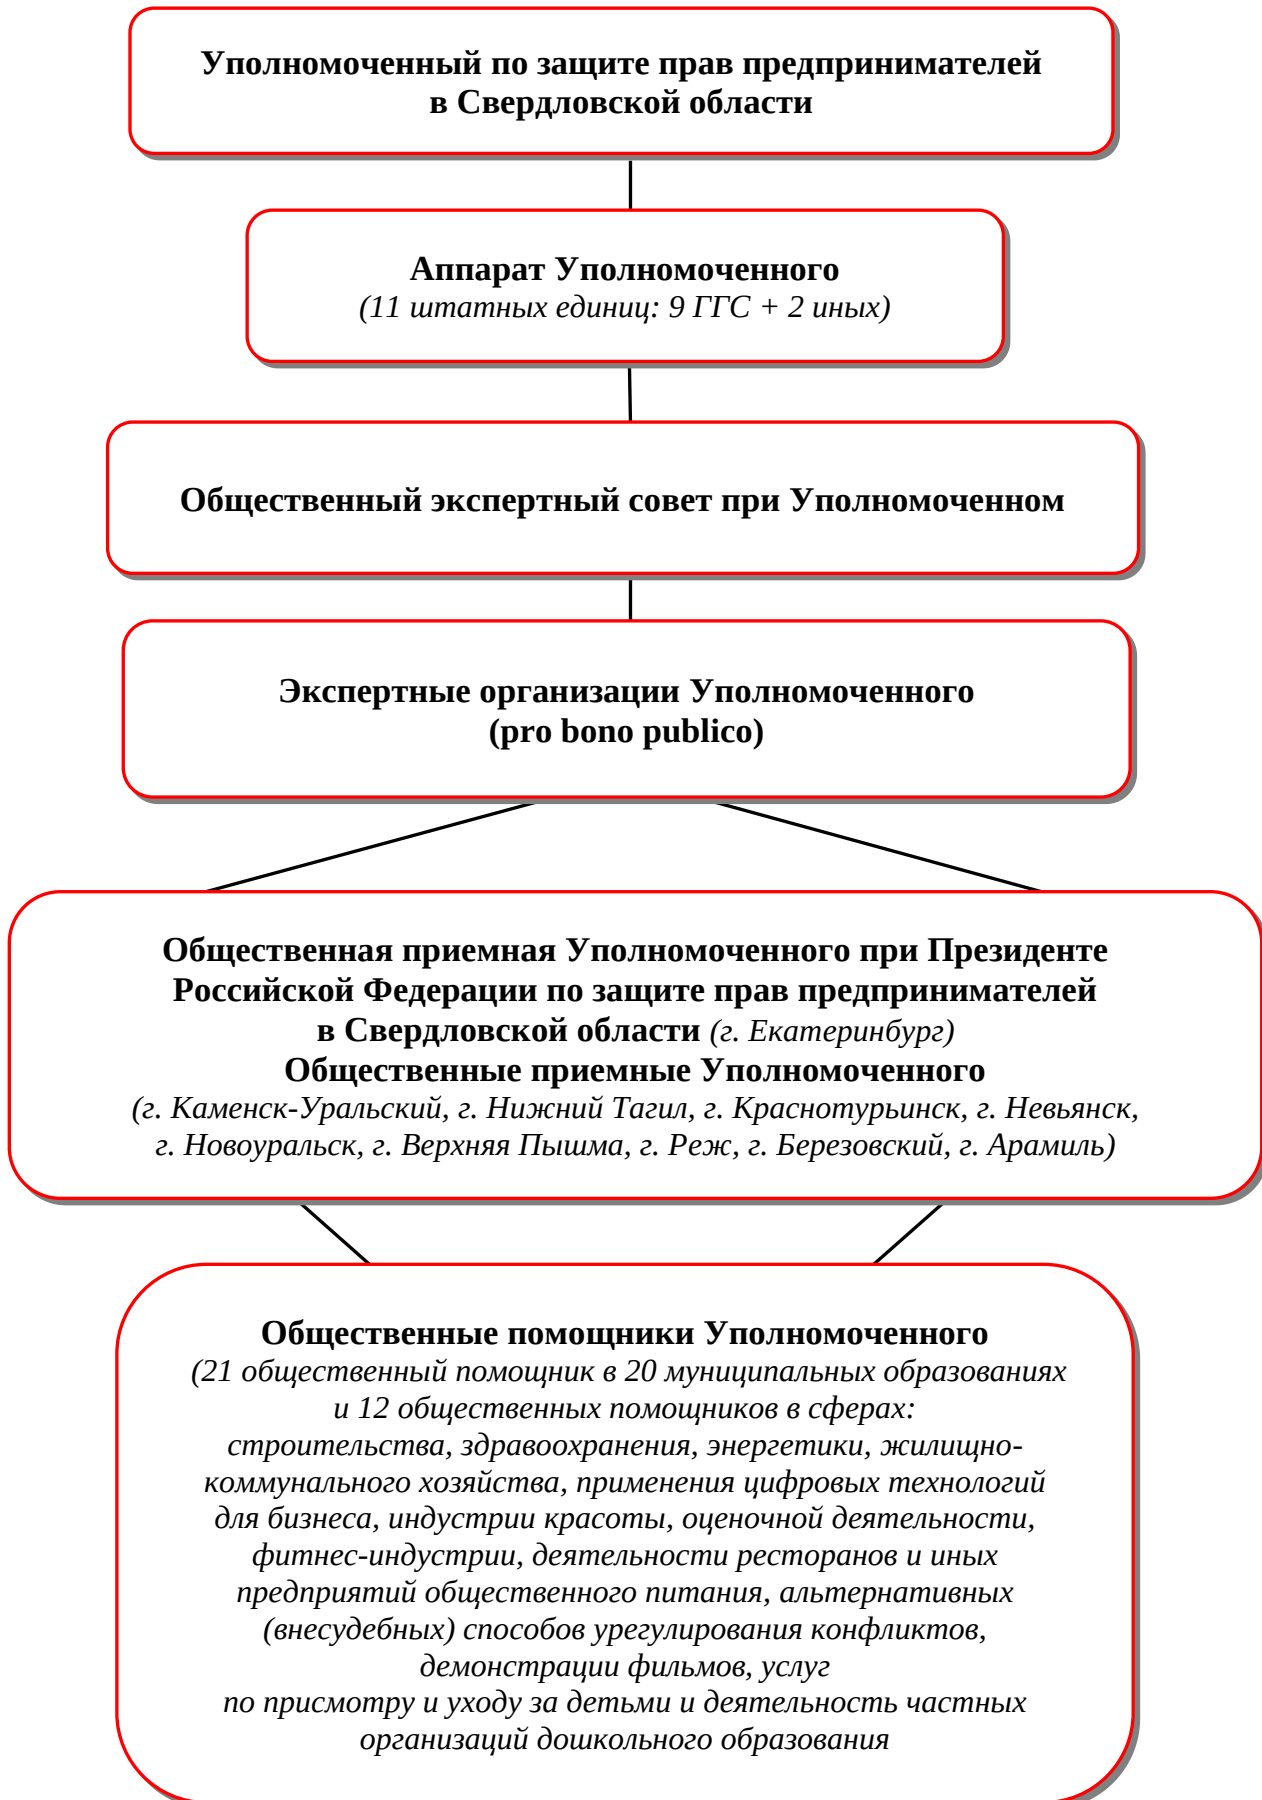 Уполномоченный по защите прав предпринимателей
в Свердловской области
Аппарат Уполномоченного
(11 штатных единиц: 9 ГГС + 2 иных)
Общественный экспертный совет при Уполномоченном
Экспертные организации Уполномоченного
(pro bono publico)
Общественная приемная Уполномоченного при Президенте
Российской Федерации по защите прав предпринимателей
в Свердловской области (г. Екатеринбург)
Общественные приемные Уполномоченного
(г. Каменск-Уральский, г. Нижний Тагил, г. Краснотурьинск, г. Невьянск,
г. Новоуральск, г. Верхняя Пышма, г. Реж, г. Березовский, г. Арамиль)
Общественные помощники Уполномоченного
(21 общественный помощник в 20 муниципальных образованиях
и 12 общественных помощников в сферах:
строительства, здравоохранения, энергетики, жилищно-
коммунального хозяйства, применения цифровых технологий
для бизнеса, индустрии красоты, оценочной деятельности,
фитнес-индустрии, деятельности ресторанов и иных
предприятий общественного питания, альтернативных
(внесудебных) способов урегулирования конфликтов,
демонстрации фильмов, услуг
по присмотру и уходу за детьми и деятельность частных
организаций дошкольного образования